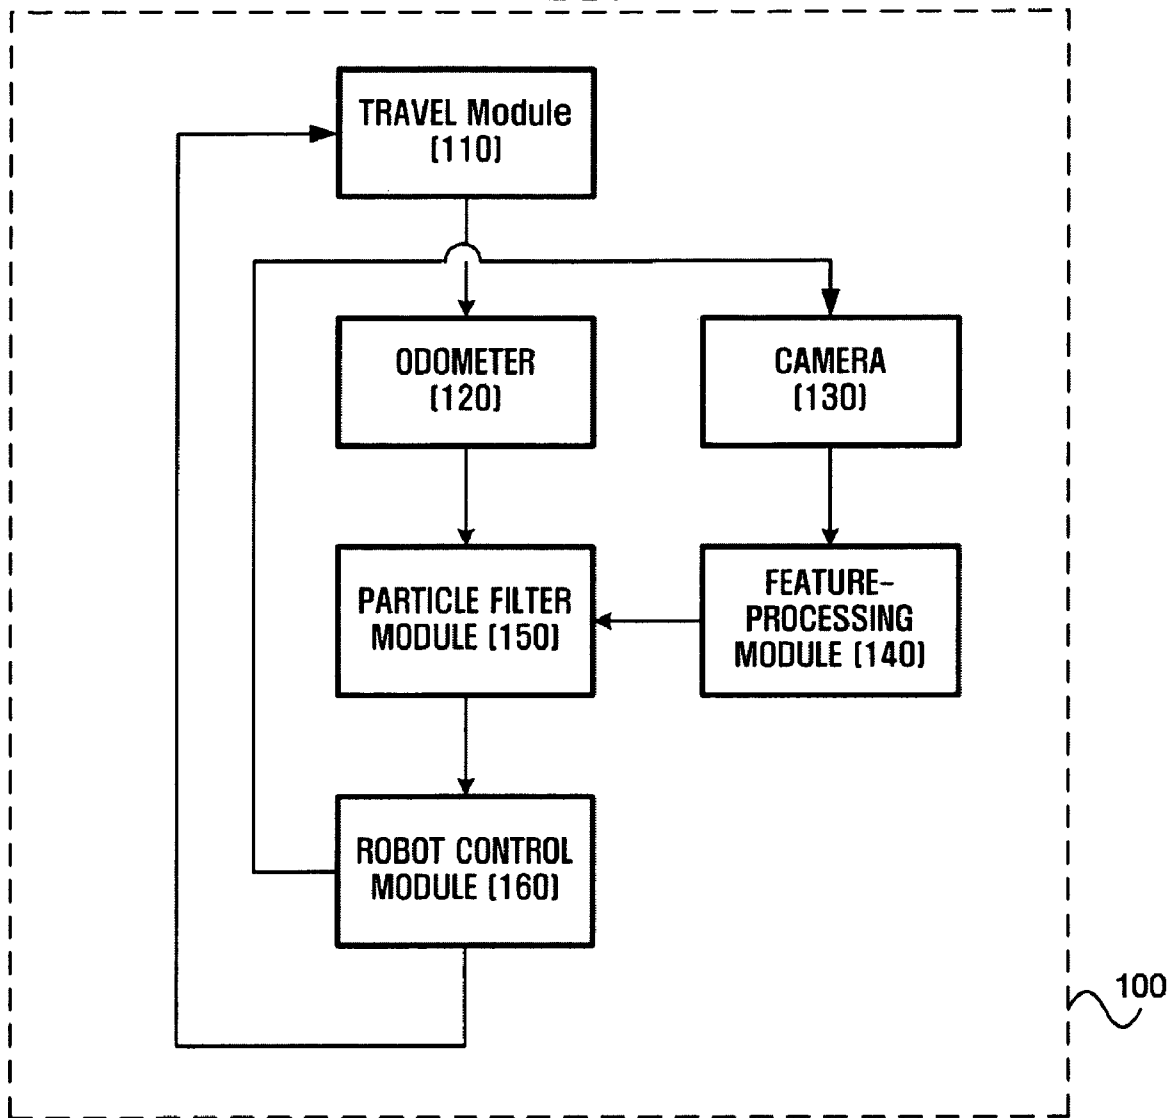 TRAVEL Module
(110)
ODOMETER
(120)
CAMERA
(130)
PARTICLE FILTER
MODULE (150)
FEATURE-
PROCESSING
MODULE (140)
ROBOT CONTROL
MODULE (160)
100